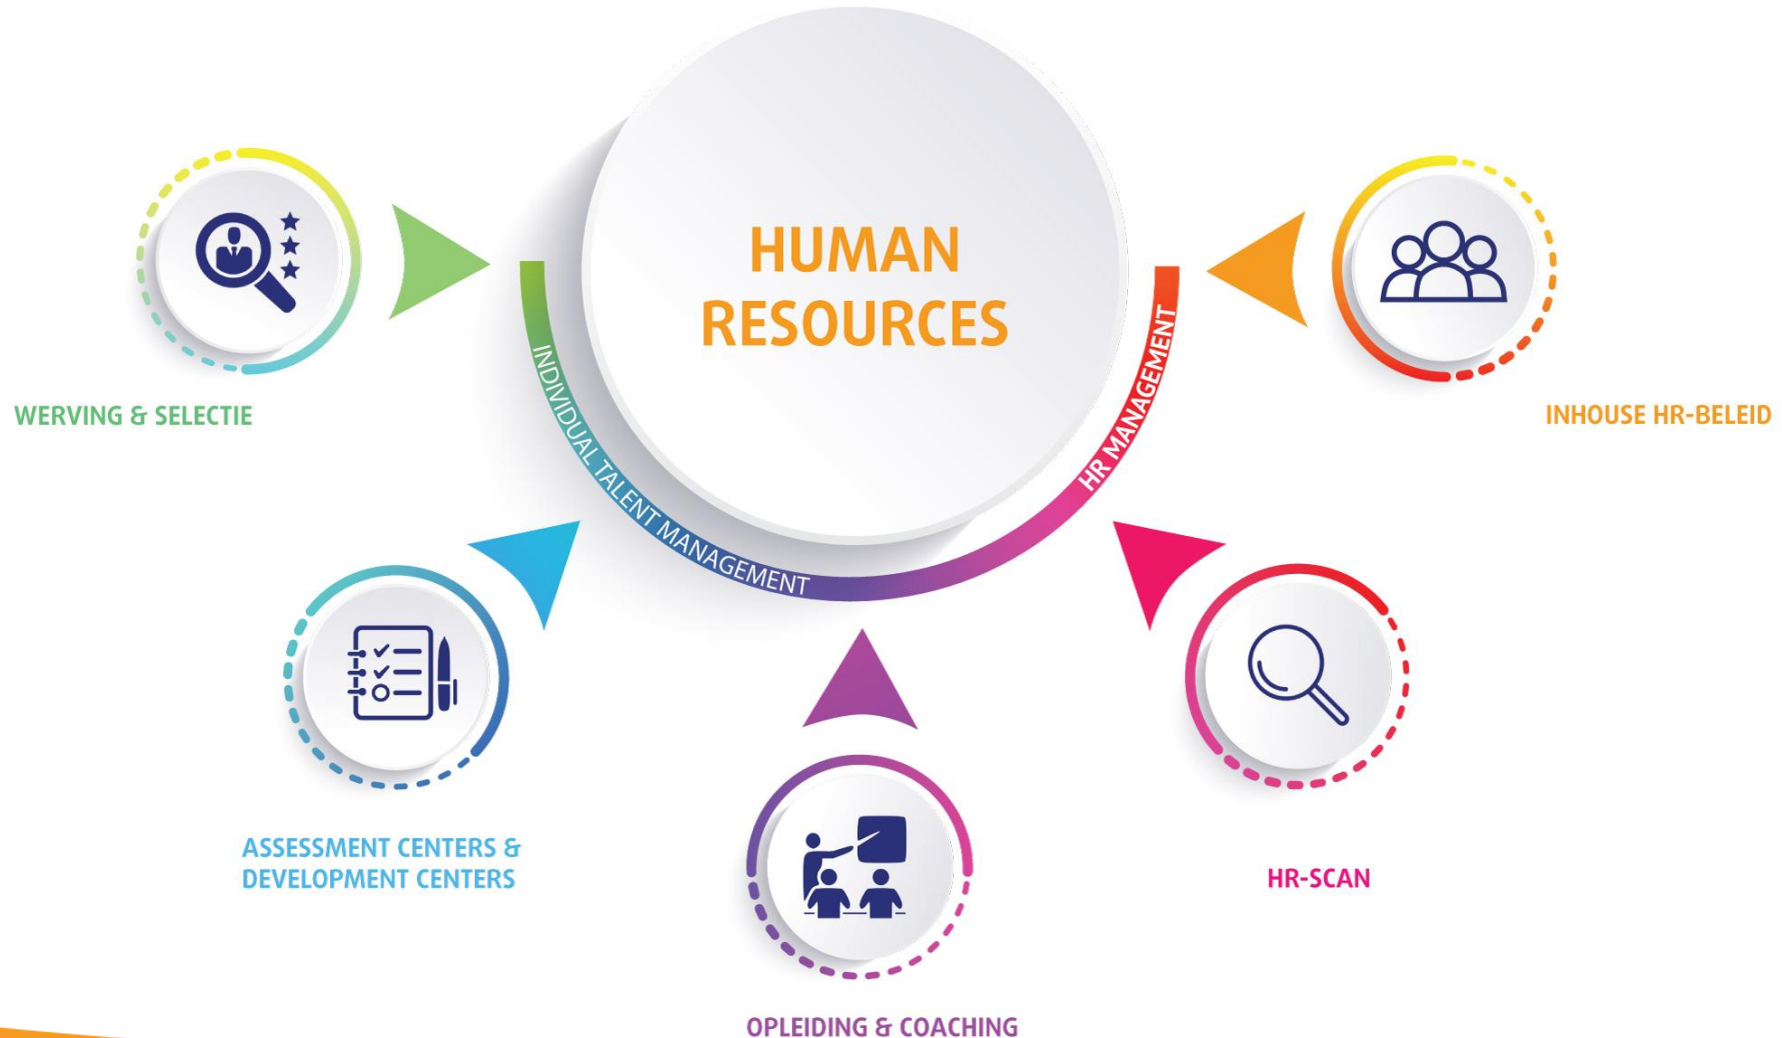 HUMAN
RESOURCES
INDIVIDUAL TALENT MANAGEMENT
HR MANAGEMENT
WERVING & SELECTIE
INHOUSE HR-BELEID
ASSESSMENT CENTERS &
DEVELOPMENT CENTERS
HR-SCAN
OPLEIDING & COACHING